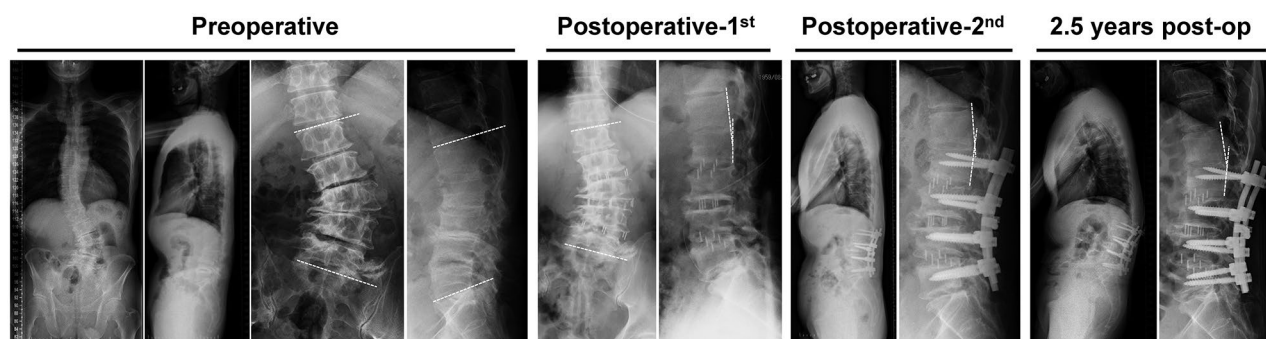 Preoperative
Postoperative-1st
Postoperative-2nd
2.5 years post-op